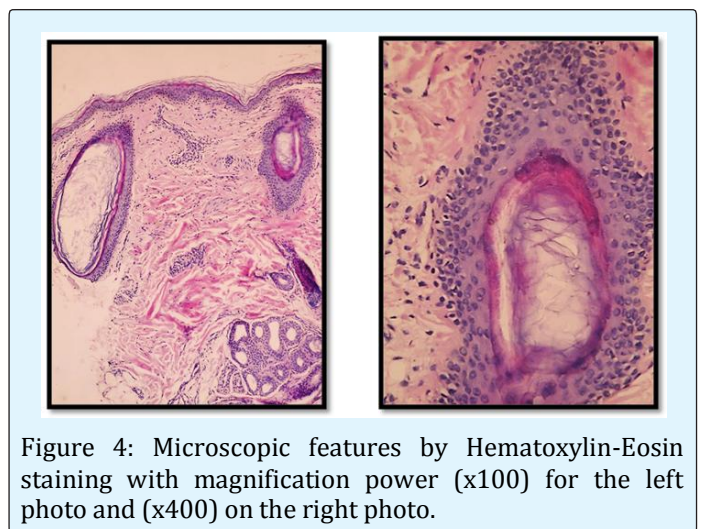 Figure 4: Microscopic features by Hematoxylin-Eosin
staining with magnification power (x100) for the left
photo and (x400) on the right photo.